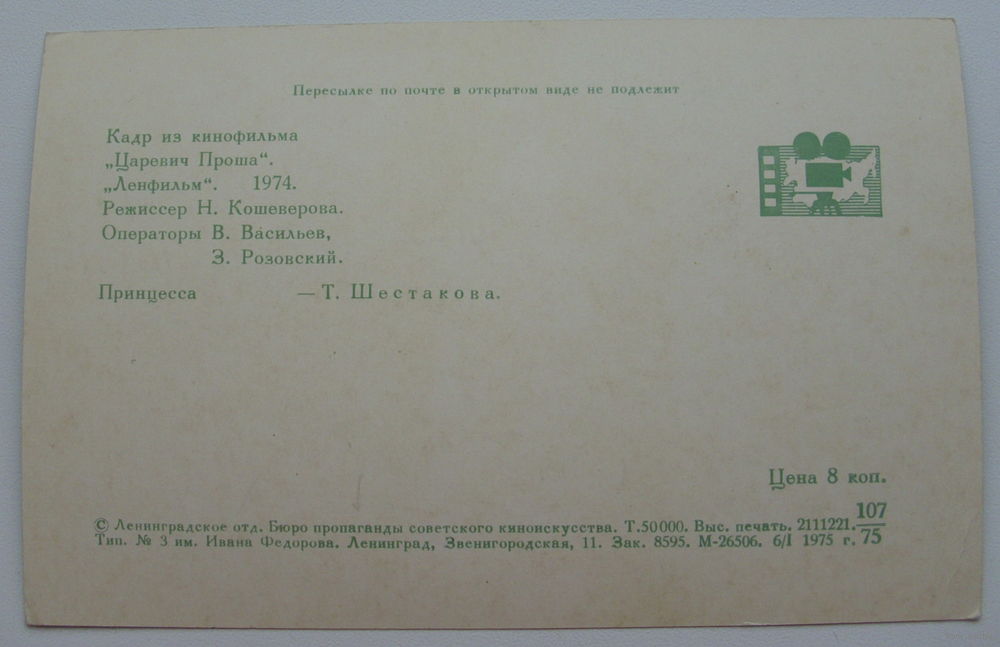 Пересылке по почте в открытом виде не подлежит
Кадр из кинофильма
„Царевич Проша“.
„Ленфильм“. 1974.
Режиссер Н. Кошеверова.
Операторы В. Васильев,
З. Розовский.
Принцесса — Т. Шестакова.
Цена 8 коп.
© Ленинградское отд. Бюро пропаганды советского киноискусства. Т.50000. Выс. печать. 2111221. 107/75
Тип. № 3 им. Ивана Федорова. Ленинград, Звенигородская, 11. Зак. 8595. М-26506. 6/I 1975 г.